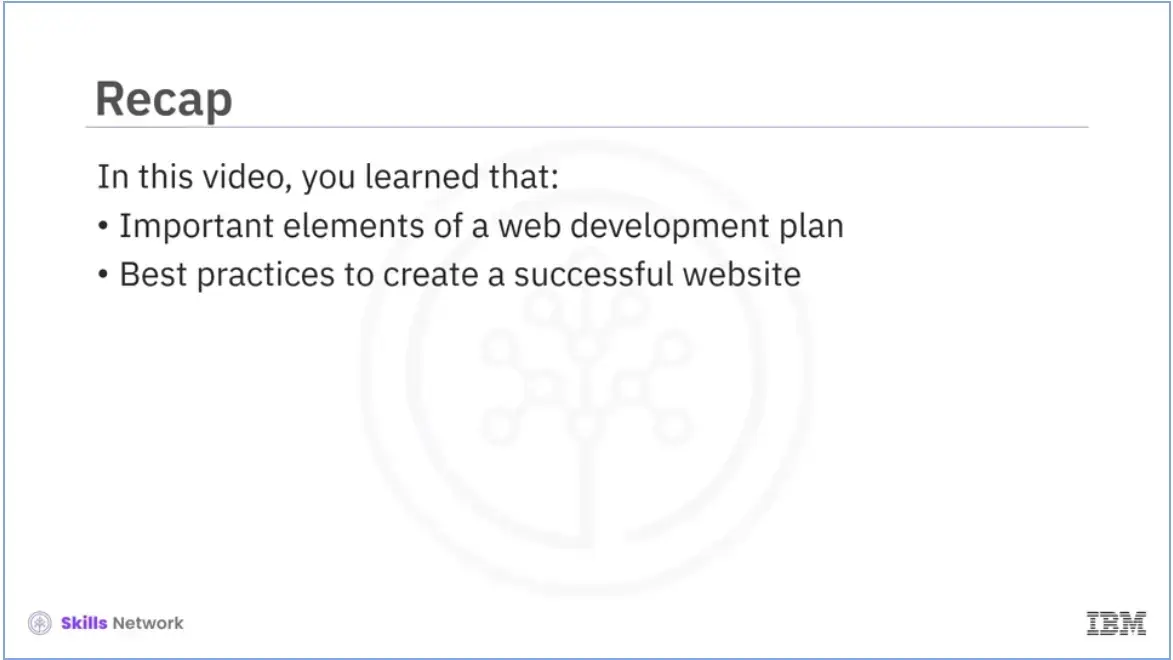 Recap
In this video, you learned that:
• Important elements of a web development plan
• Best practices to create a successful website
Skills Network
IBM